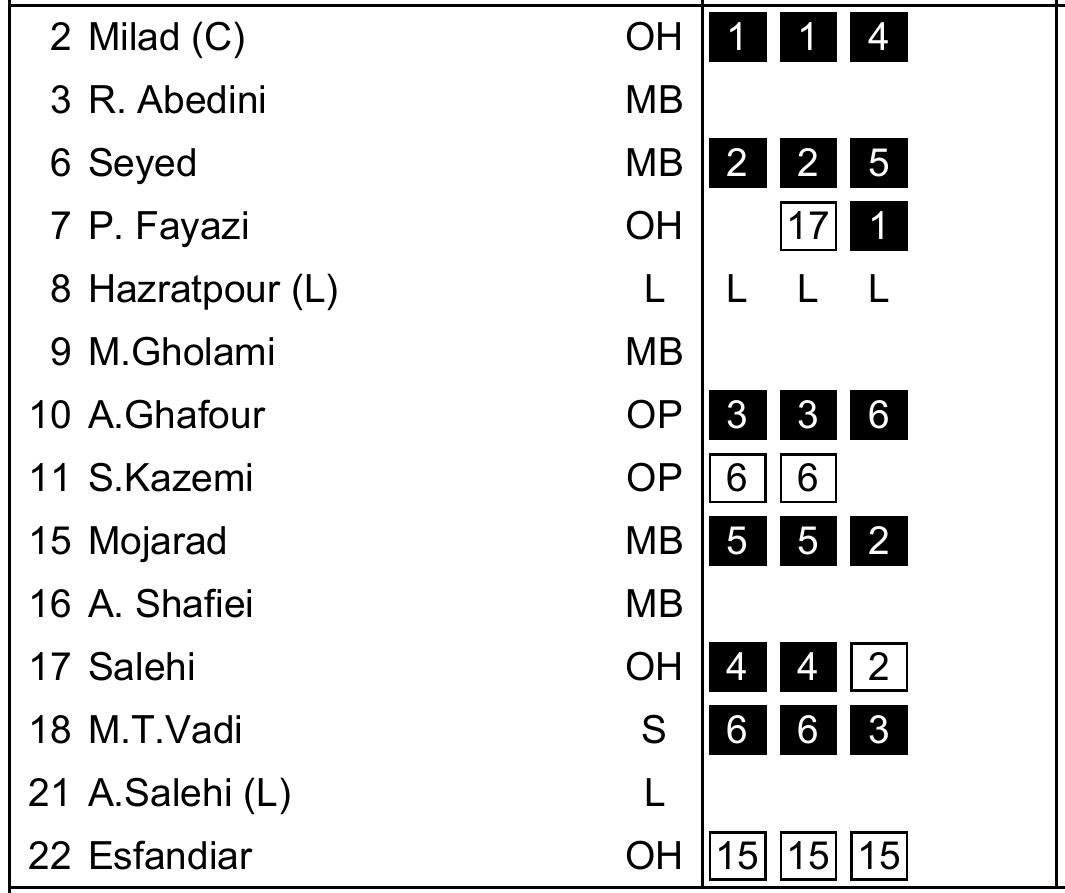 2 Milad (C) OH 1 1 4
3 R. Abedini MB
6 Seyed MB 2 2 5
7 P. Fayazi OH 17 1
8 Hazratpour (L) L L L L
9 M.Gholami MB
10 A.Ghafour OP 3 3 6
11 S.Kazemi OP 6 6
15 Mojarad MB 5 5 2
16 A. Shafiei MB
17 Salehi OH 4 4 2
18 M.T.Vadi S 6 6 3
21 A.Salehi (L) L
22 Esfandiar OH 15 15 15